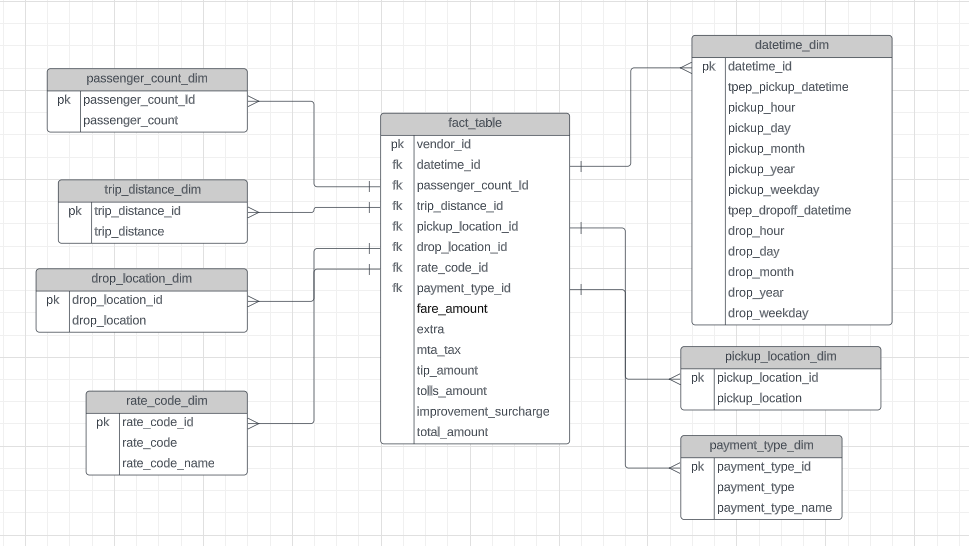 passenger_count_dim
pk passenger_count_Id
passenger_count
trip_distance_dim
pk trip_distance_id
trip_distance
drop_location_dim
pk drop_location_id
drop_location
rate_code_dim
pk rate_code_id
rate_code
rate_code_name
fact_table
pk vendor_id
fk datetime_id
fk passenger_count_Id
fk trip_distance_id
fk pickup_location_id
fk drop_location_id
fk rate_code_id
fk payment_type_id
fare_amount
extra
mta_tax
tip_amount
tolls_amount
improvement_surcharge
total_amount
datetime_dim
pk datetime_id
tpep_pickup_datetime
pickup_hour
pickup_day
pickup_month
pickup_year
pickup_weekday
tpep_dropoff_datetime
drop_hour
drop_day
drop_month
drop_year
drop_weekday
pickup_location_dim
pk pickup_location_id
pickup_location
payment_type_dim
pk payment_type_id
payment_type
payment_type_name